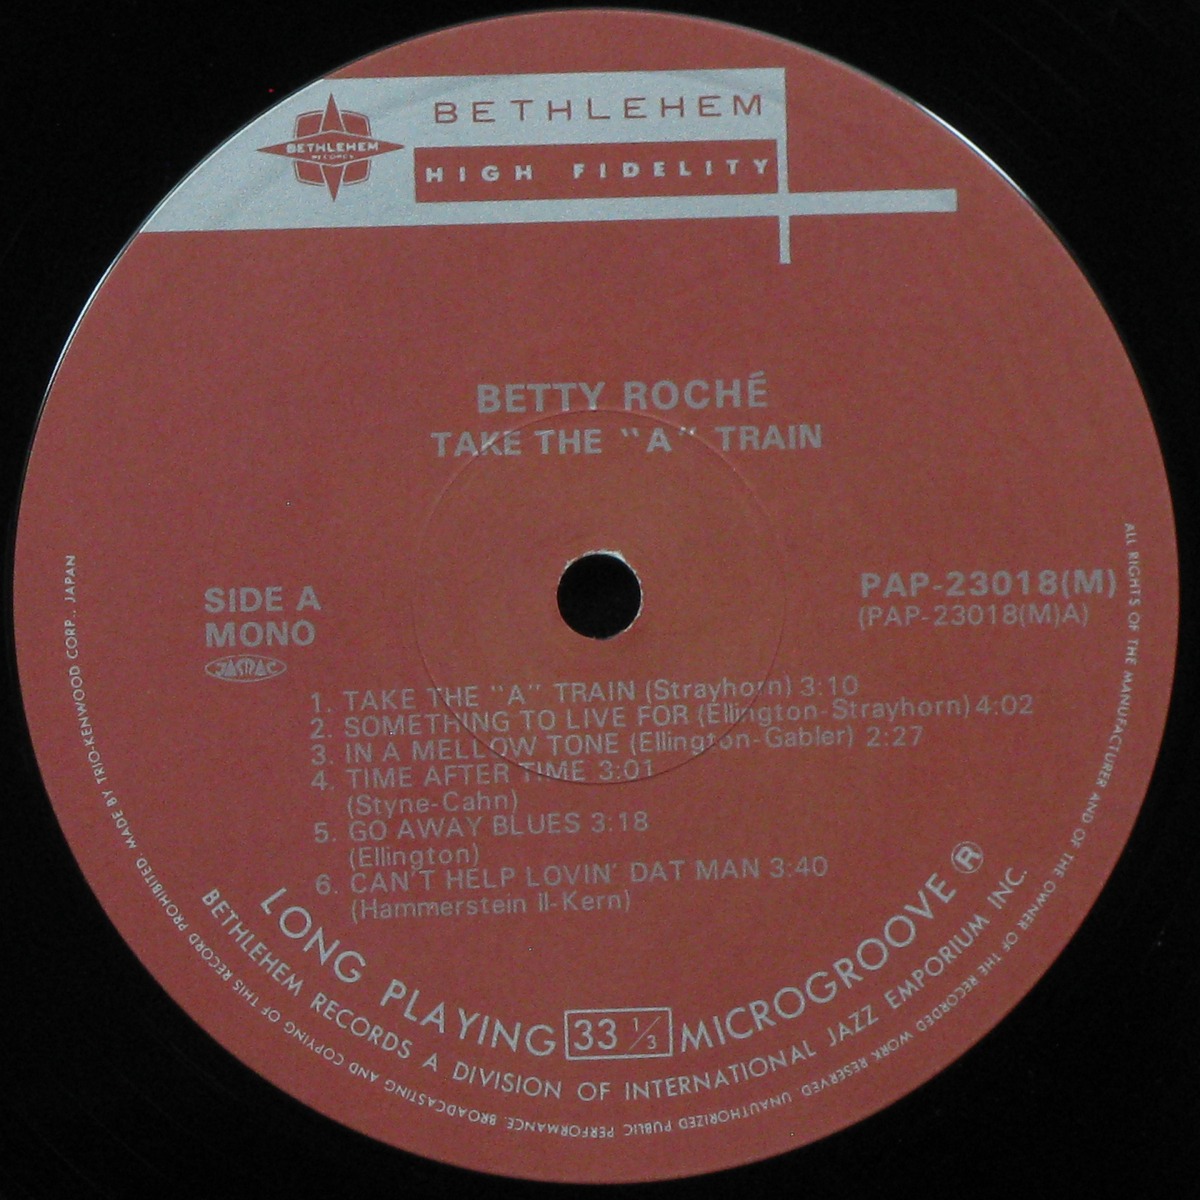 BETHLEHEM
BETHLEHEM
RECORDS
HIGH FIDELITY
BETTY ROCHÉ
TAKE THE "A" TRAIN
SIDE A
MONO
JASRAC
PAP-23018(M)
(PAP-23018(M)A)
1. TAKE THE "A" TRAIN (Strayhorn) 3:10
2. SOMETHING TO LIVE FOR (Ellington-Strayhorn) 4:02
3. IN A MELLOW TONE (Ellington-Gabler) 2:27
4. TIME AFTER TIME 3:01
(Styne-Cahn)
5. GO AWAY BLUES 3:18
(Ellington)
6. CAN'T HELP LOVIN' DAT MAN 3:40
(Hammerstein II-Kern)
LONG PLAYING 33 1/3 MICROGROOVE ®
BETHLEHEM RECORDS A DIVISION OF INTERNATIONAL JAZZ EMPORIUM INC.
ALL RIGHTS OF THE MANUFACTURER AND OF THE OWNER OF THE RECORDED WORK RESERVED. UNAUTHORIZED PUBLIC PERFORMANCE. BROADCASTING AND COPYING OF THIS RECORD PROHIBITED. MADE BY TRIO-KENWOOD CORP., JAPAN